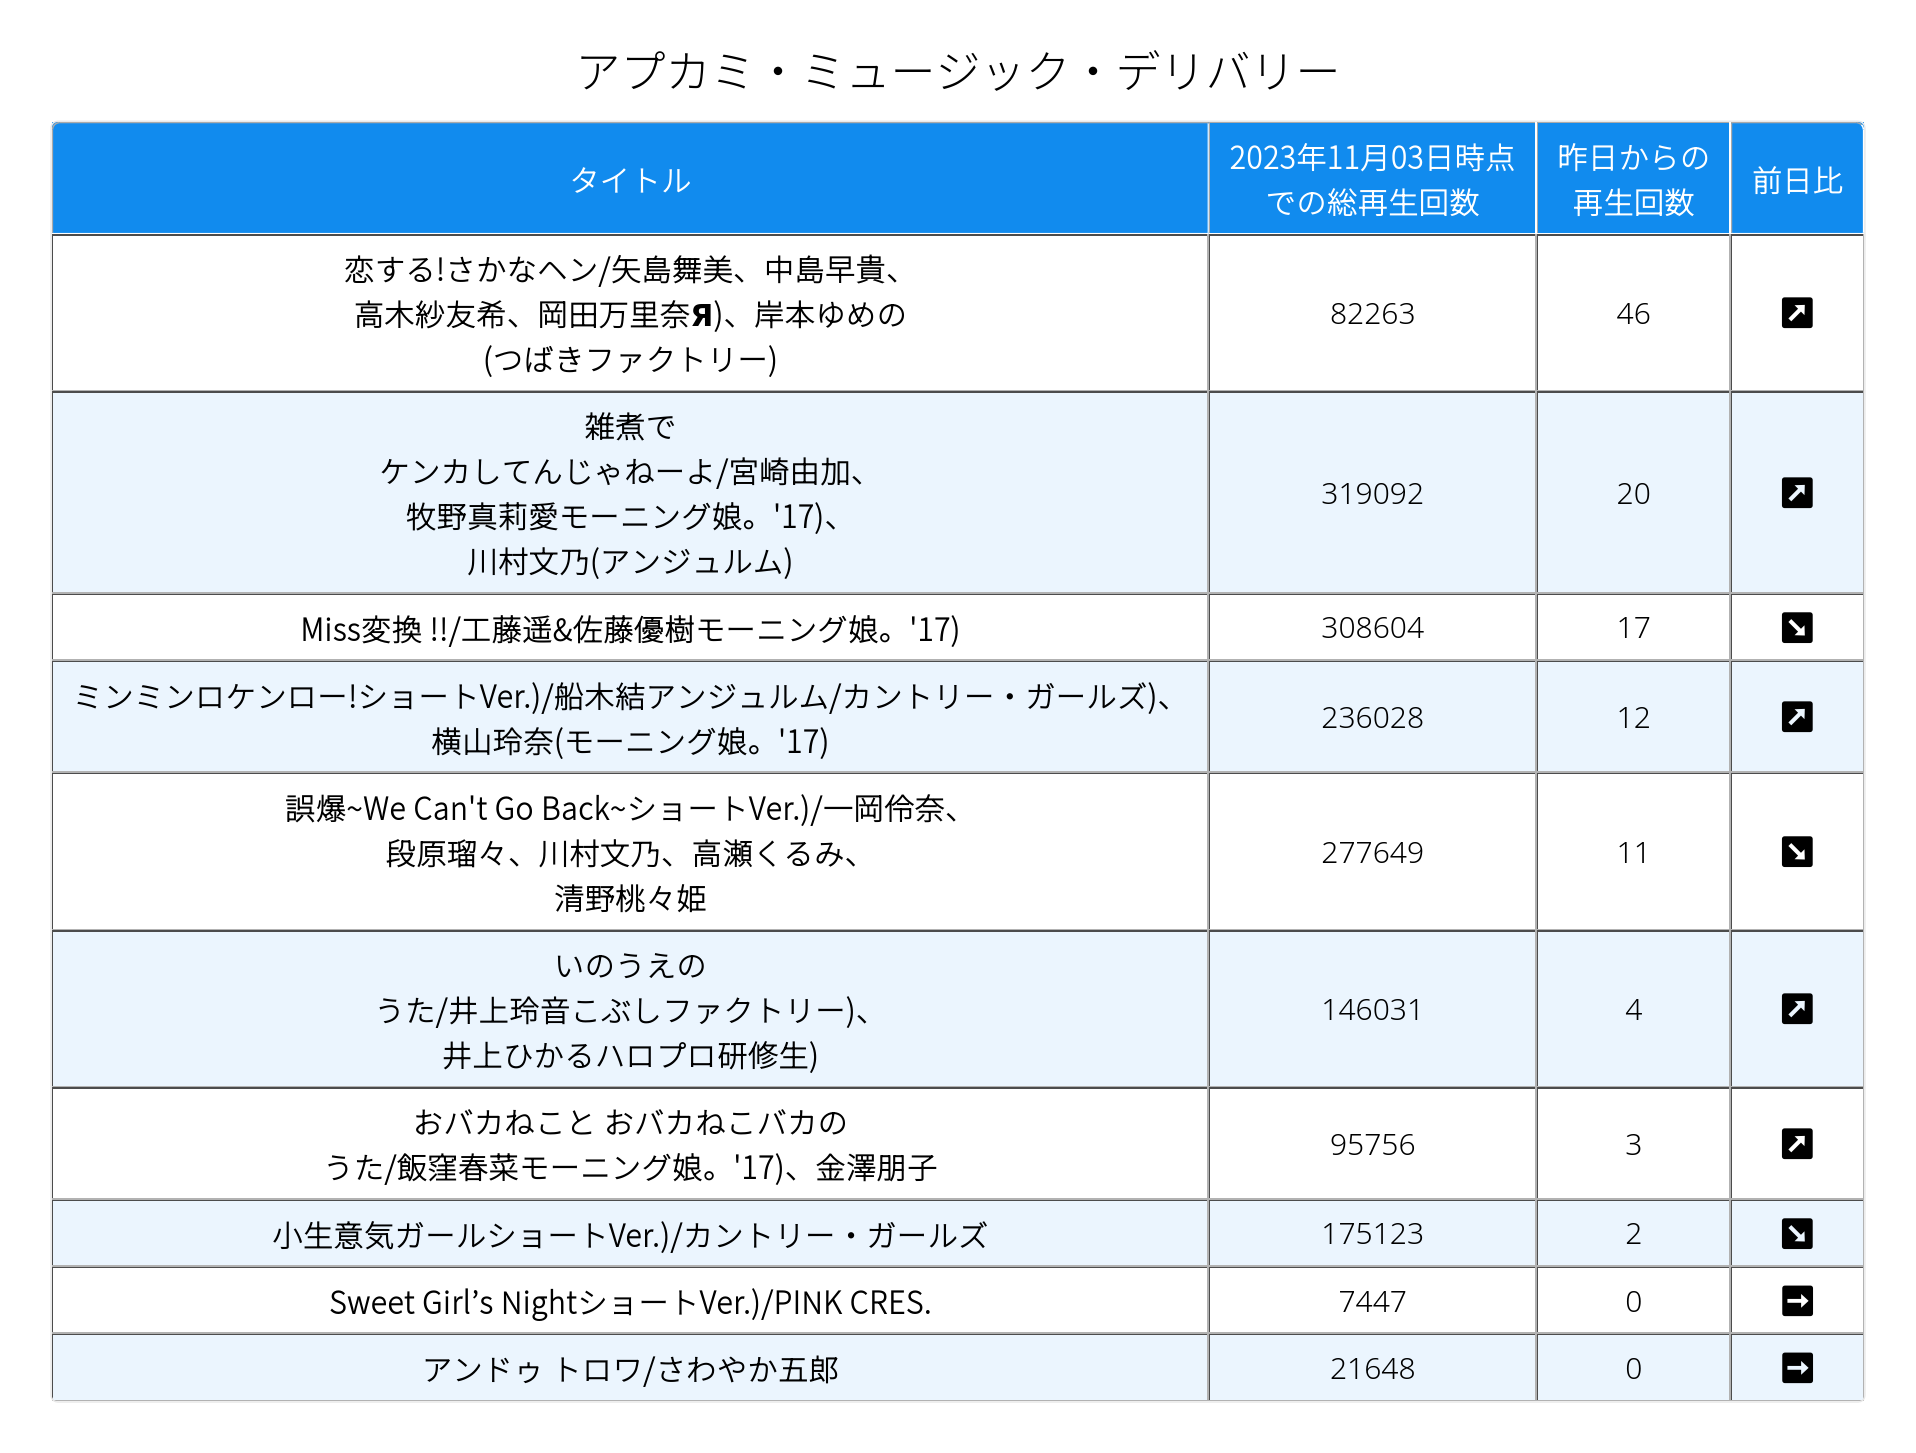 アプカミ・ミュージック・デリバリー
タイトル
2023年11月03日時点
での総再生回数
昨日からの
再生回数
前日比
恋する!さかなヘン/矢島舞美、中島早貴、
高木紗友希、岡田万里奈Я)、岸本ゆめの
(つばきファクトリー)
82263
46
雑煮で
ケンカしてんじゃねーよ/宮崎由加、
牧野真莉愛モーニング娘。'17)、
川村文乃(アンジュルム)
319092
20
Miss変換 !!/工藤遥&佐藤優樹モーニング娘。'17)
308604
17
ミンミンロケンロー!ショートVer.)/船木結アンジュルム/カントリー・ガールズ)、
横山玲奈(モーニング娘。'17)
236028
12
誤爆~We Can't Go Back~ショートVer.)/一岡伶奈、
段原瑠々、川村文乃、高瀬くるみ、
清野桃々姫
277649
11
いのうえの
うた/井上玲音こぶしファクトリー)、
井上ひかるハロプロ研修生)
146031
4
おバカねこと おバカねこバカの
うた/飯窪春菜モーニング娘。'17)、金澤朋子
95756
3
小生意気ガールショートVer.)/カントリー・ガールズ
175123
2
Sweet Girl’s NightショートVer.)/PINK CRES.
7447
0
アンドゥ トロワ/さわやか五郎
21648
0